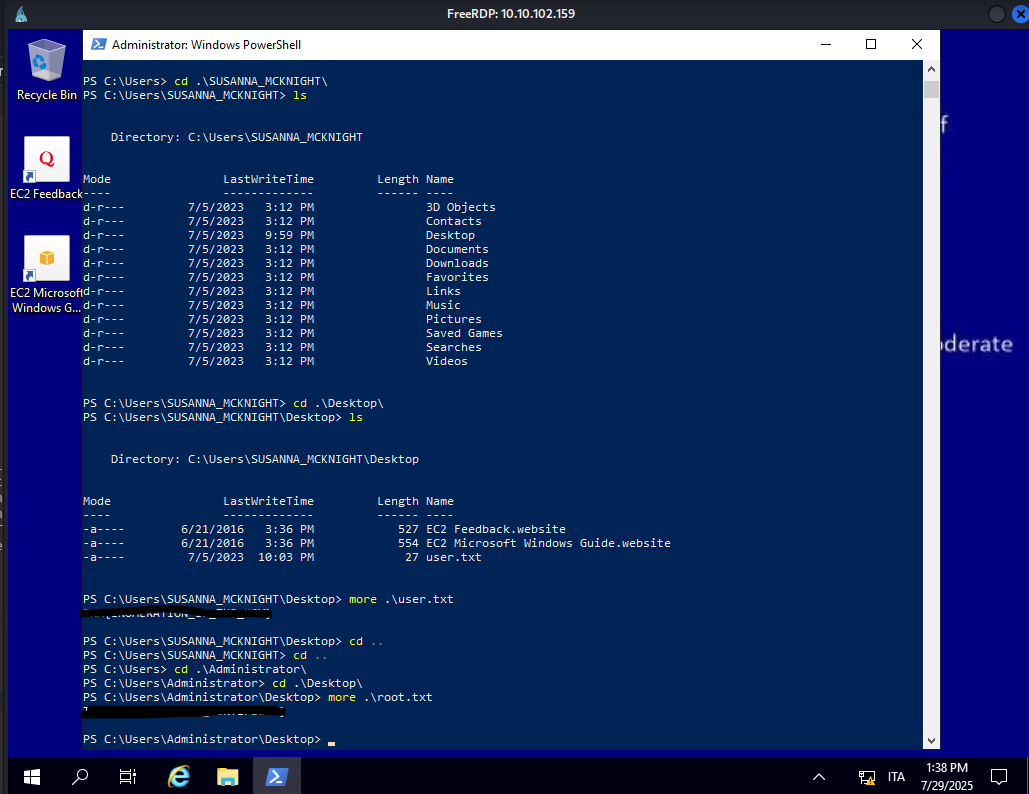 FreeRDP: 10.10.102.159
Administrator: Windows PowerShell
Recycle Bin
EC2 Feedback
EC2 Microsoft
Windows G...
PS C:\Users> cd .\SUSANNA_MCKNIGHT\
PS C:\Users\SUSANNA_MCKNIGHT> ls
Directory: C:\Users\SUSANNA_MCKNIGHT
Mode LastWriteTime Length Name
---- ------------- ------ ----
d-r--- 7/5/2023 3:12 PM 3D Objects
d-r--- 7/5/2023 3:12 PM Contacts
d-r--- 7/5/2023 9:59 PM Desktop
d-r--- 7/5/2023 3:12 PM Documents
d-r--- 7/5/2023 3:12 PM Downloads
d-r--- 7/5/2023 3:12 PM Favorites
d-r--- 7/5/2023 3:12 PM Links
d-r--- 7/5/2023 3:12 PM Music
d-r--- 7/5/2023 3:12 PM Pictures
d-r--- 7/5/2023 3:12 PM Saved Games
d-r--- 7/5/2023 3:12 PM Searches
d-r--- 7/5/2023 3:12 PM Videos
PS C:\Users\SUSANNA_MCKNIGHT> cd .\Desktop\
PS C:\Users\SUSANNA_MCKNIGHT\Desktop> ls
Directory: C:\Users\SUSANNA_MCKNIGHT\Desktop
Mode LastWriteTime Length Name
---- ------------- ------ ----
-a---- 6/21/2016 3:36 PM 527 EC2 Feedback.website
-a---- 6/21/2016 3:36 PM 554 EC2 Microsoft Windows Guide.website
-a---- 7/5/2023 10:03 PM 27 user.txt
PS C:\Users\SUSANNA_MCKNIGHT\Desktop> more .\user.txt
PS C:\Users\SUSANNA_MCKNIGHT\Desktop> cd ..
PS C:\Users\SUSANNA_MCKNIGHT> cd ..
PS C:\Users> cd .\Administrator\
PS C:\Users\Administrator> cd .\Desktop\
PS C:\Users\Administrator\Desktop> more .\root.txt
PS C:\Users\Administrator\Desktop>
f
oderate
Q
ITA
1:38 PM
7/29/2025